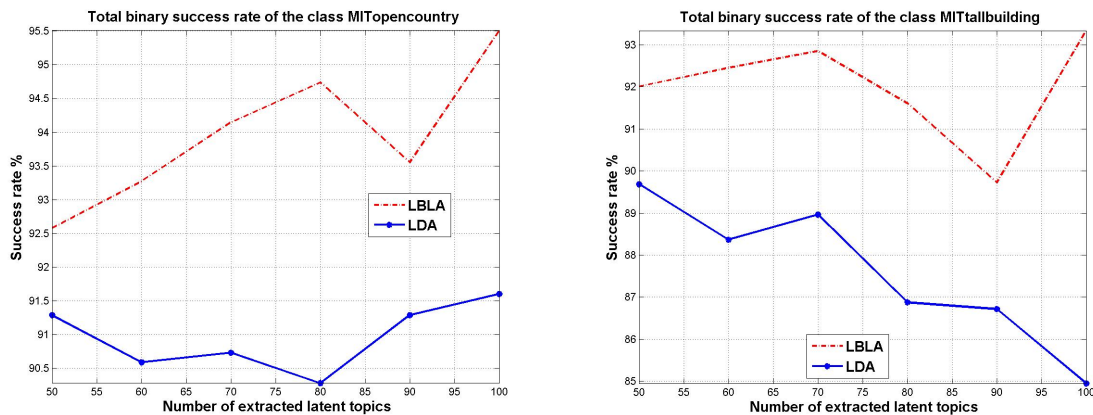 Total binary success rate of the class MITopencountry
95.5
95
94.5
94
93.5
93
92.5
92
91.5
91
90.5
Success rate %
LBLA
LDA
50 55 60 65 70 75 80 85 90 95 100
Number of extracted latent topics
Total binary success rate of the class MITtallbuilding
93
92
91
90
89
88
87
86
85
Success rate %
LBLA
LDA
50 55 60 65 70 75 80 85 90 95 100
Number of extracted latent topics